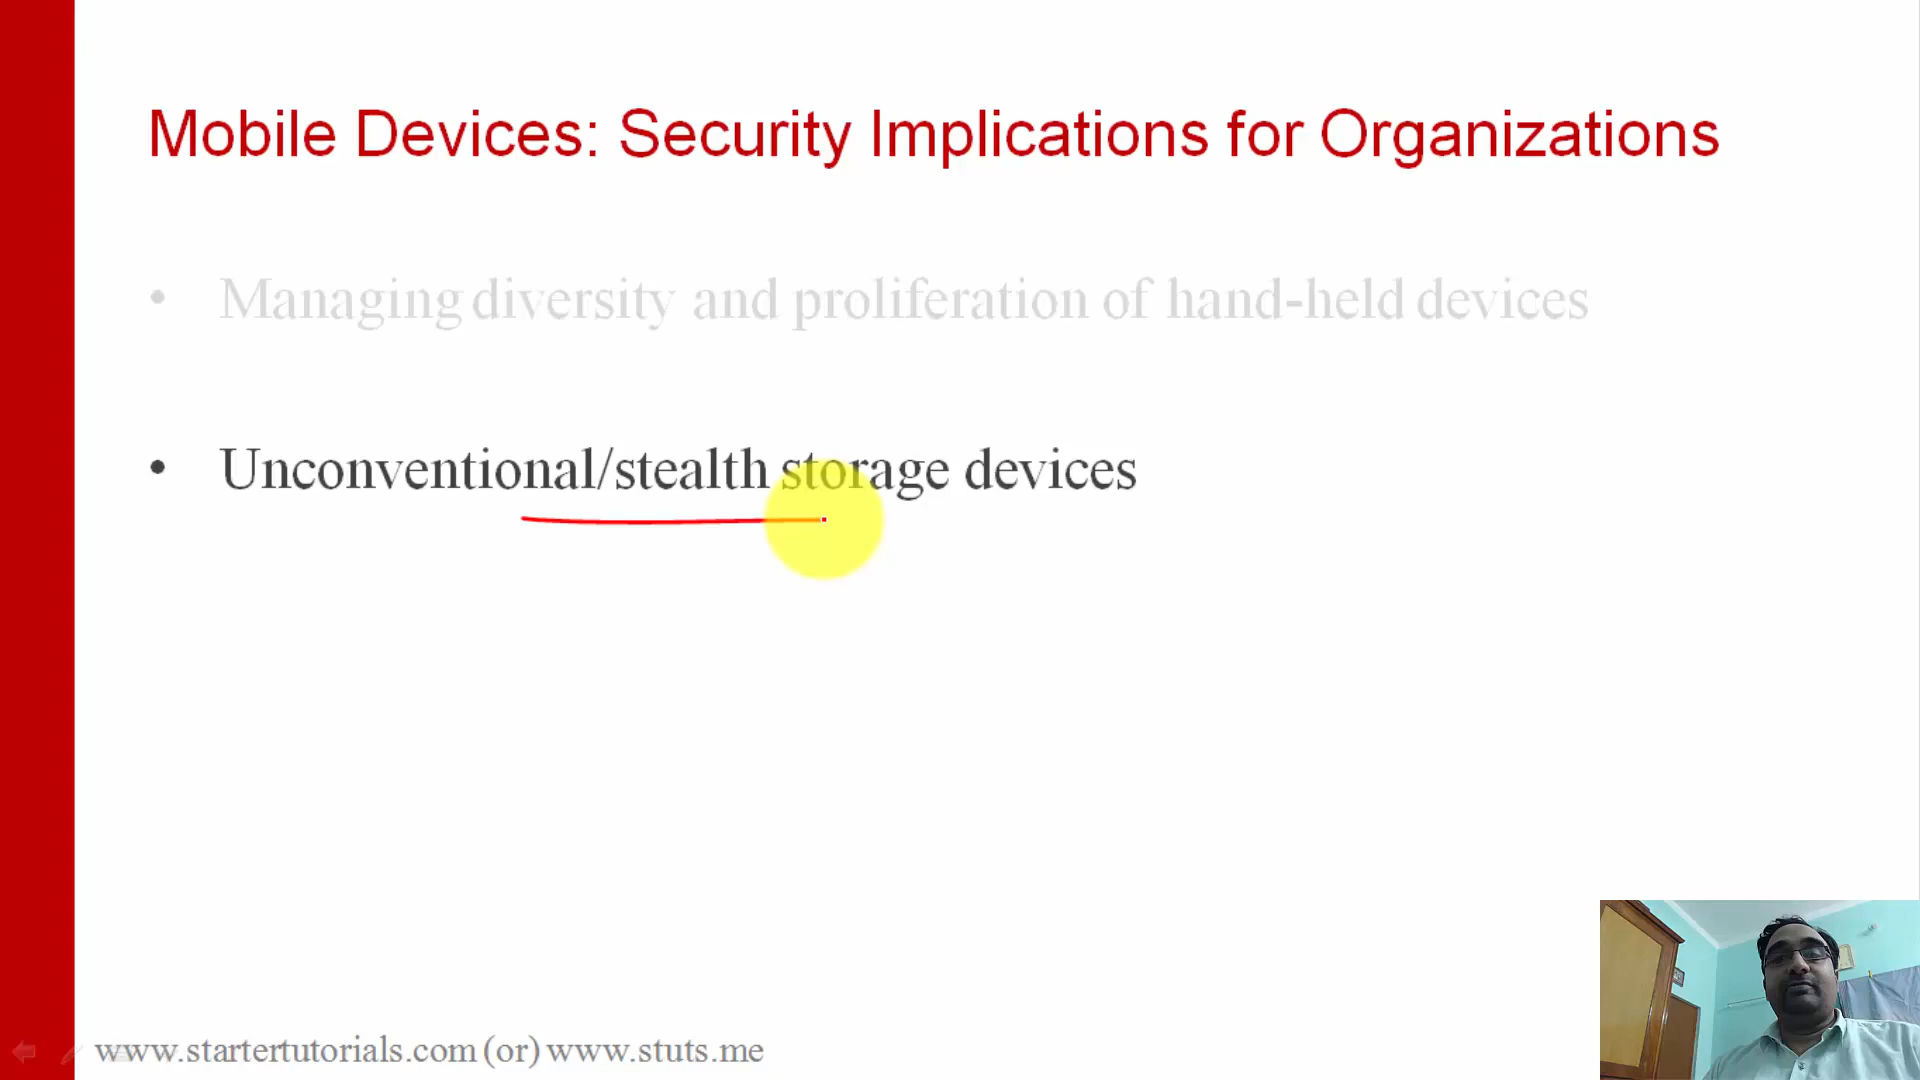 Mobile Devices: Security Implications for Organizations
• Managing diversity and proliferation of hand-held devices
• Unconventional/stealth storage devices
www.startertutorials.com (or) www.stuts.me